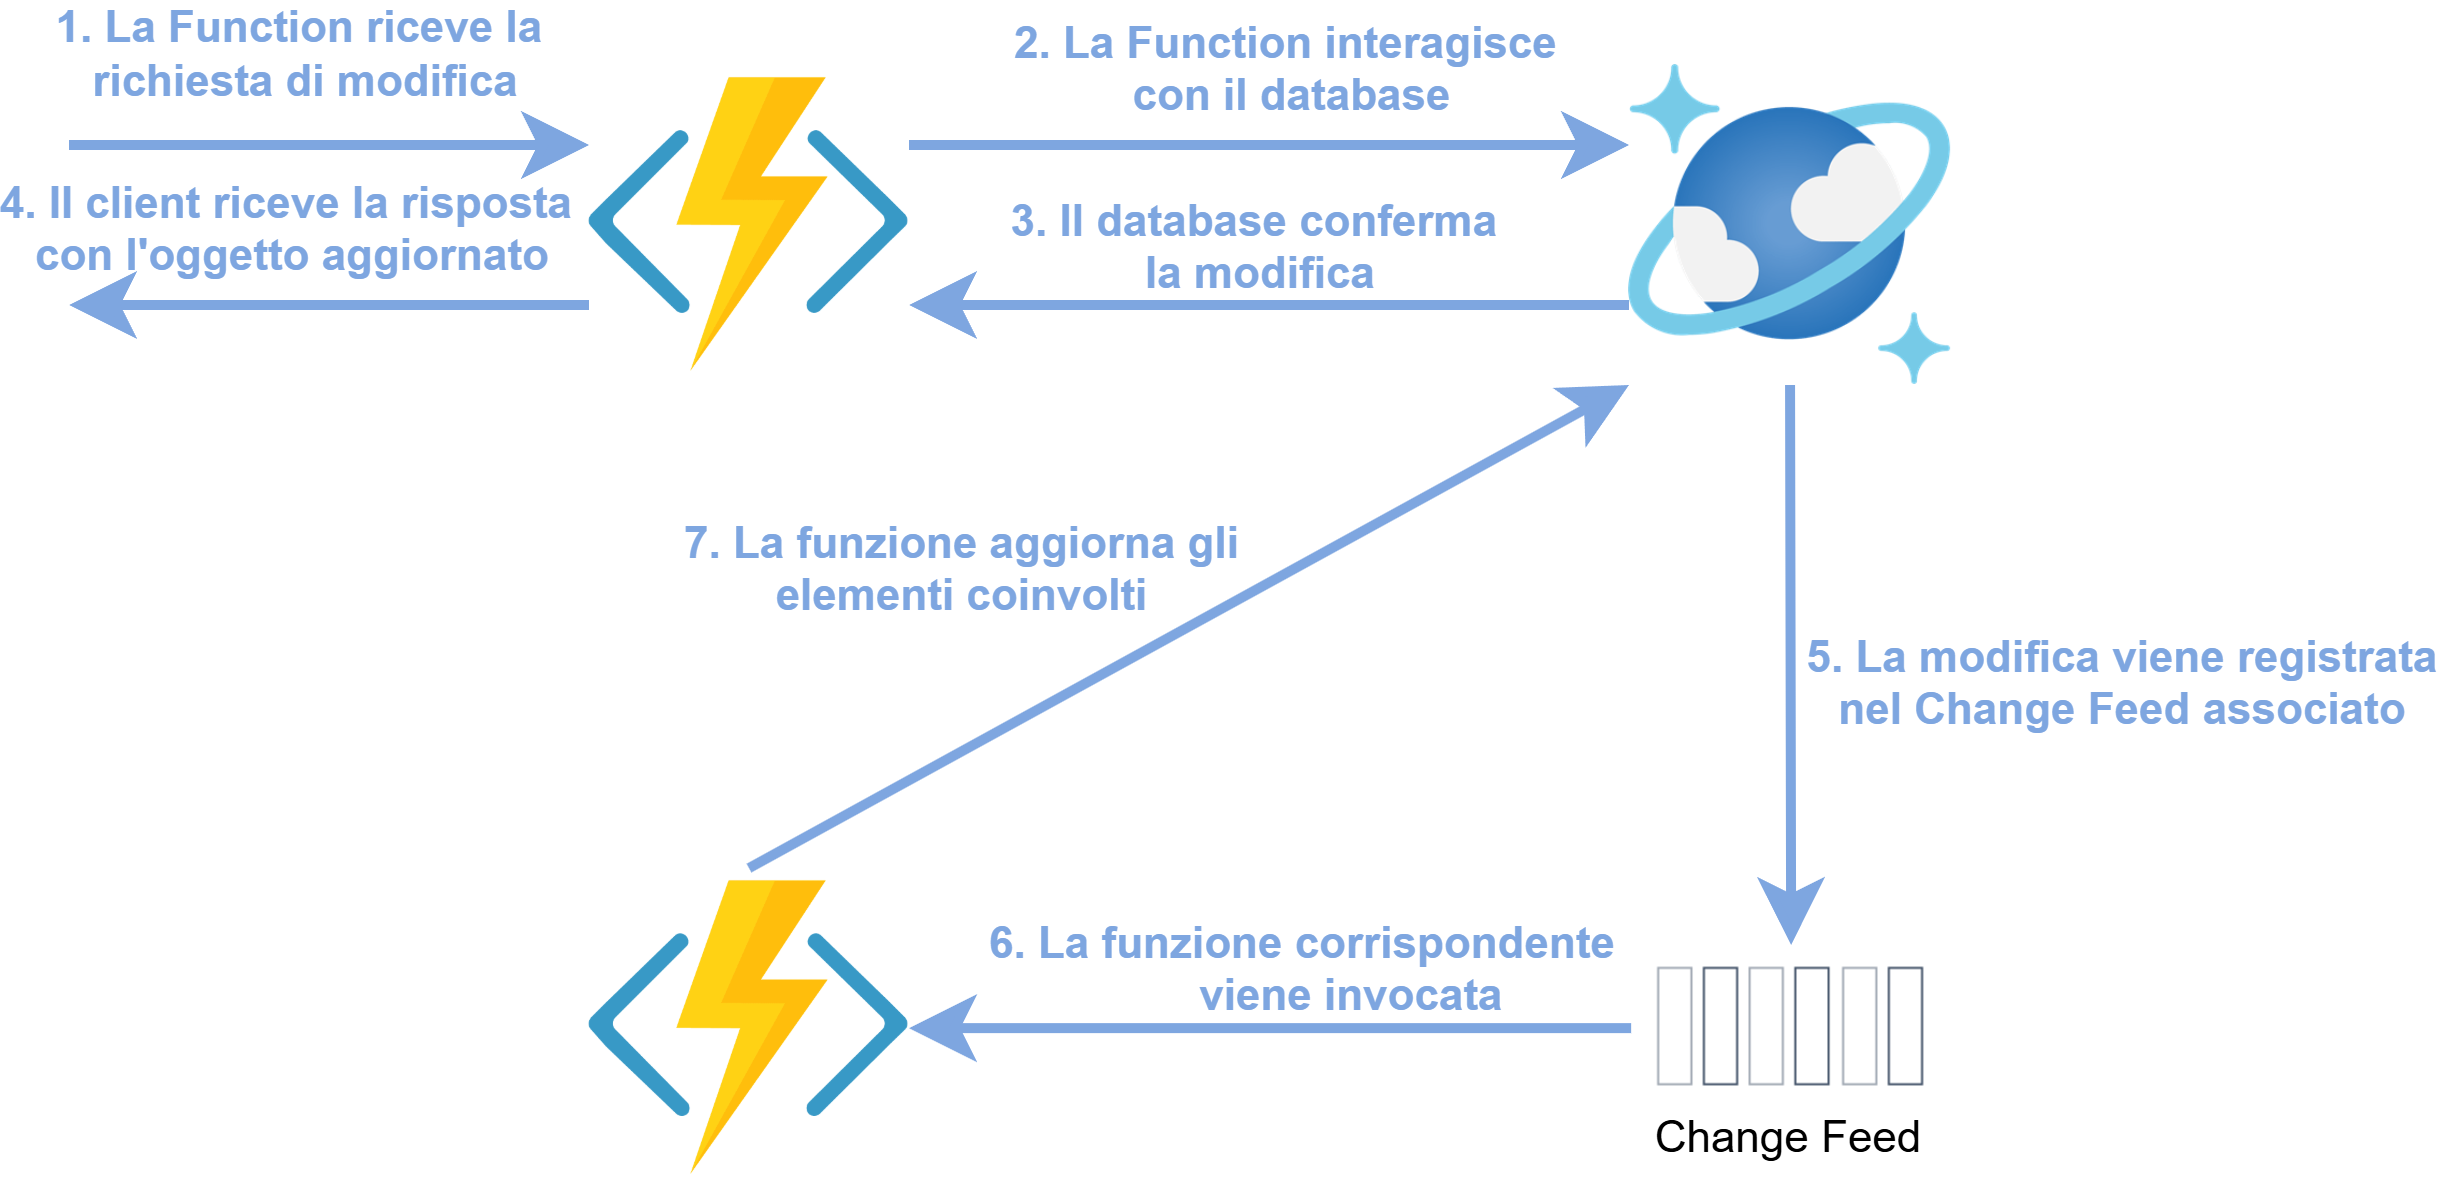 1. La Function riceve la
richiesta di modifica
2. La Function interagisce
con il database
4. Il client riceve la risposta
con l'oggetto aggiornato
3. Il database conferma
la modifica
7. La funzione aggiorna gli
elementi coinvolti
5. La modifica viene registrata
nel Change Feed associato
6. La funzione corrispondente
viene invocata
Change Feed